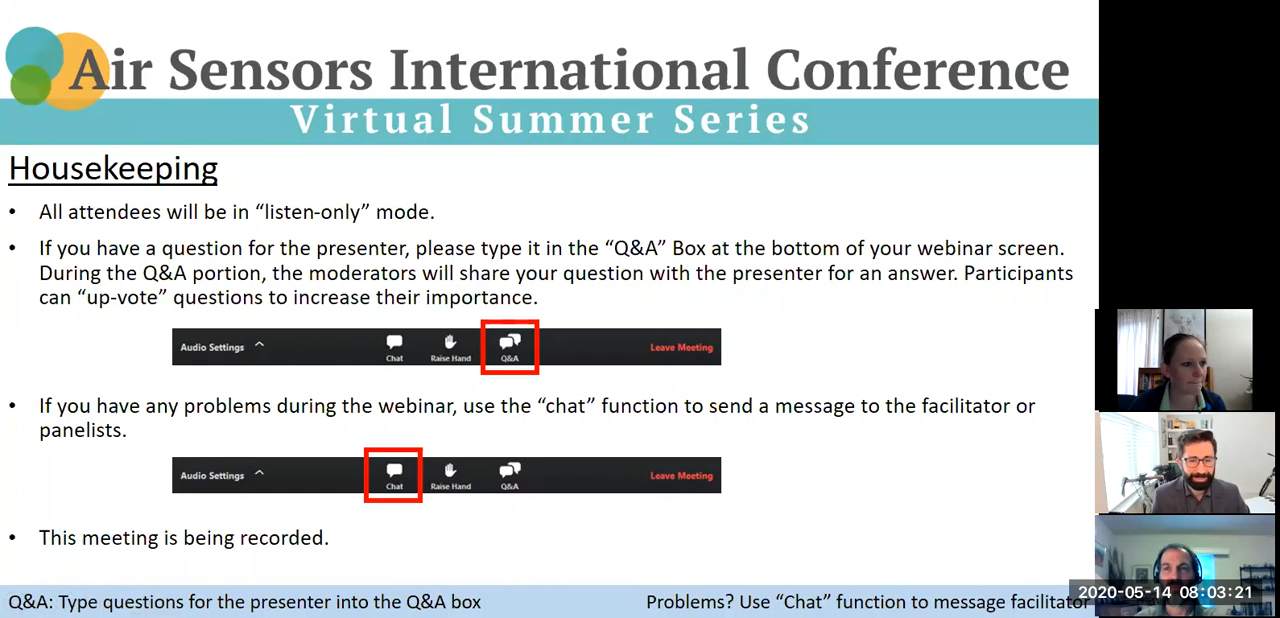 Air Sensors International Conference
Virtual Summer Series
Housekeeping
• All attendees will be in “listen-only” mode.
• If you have a question for the presenter, please type it in the “Q&A” Box at the bottom of your webinar screen.
During the Q&A portion, the moderators will share your question with the presenter for an answer. Participants
can “up-vote” questions to increase their importance.
Audio Settings Chat Raise Hand Q&A Leave Meeting
• If you have any problems during the webinar, use the “chat” function to send a message to the facilitator or
panelists.
Audio Settings Chat Raise Hand Q&A Leave Meeting
• This meeting is being recorded.
Q&A: Type questions for the presenter into the Q&A box
Problems? Use “Chat” function to message facilitator
2020-05-14 08:03:21